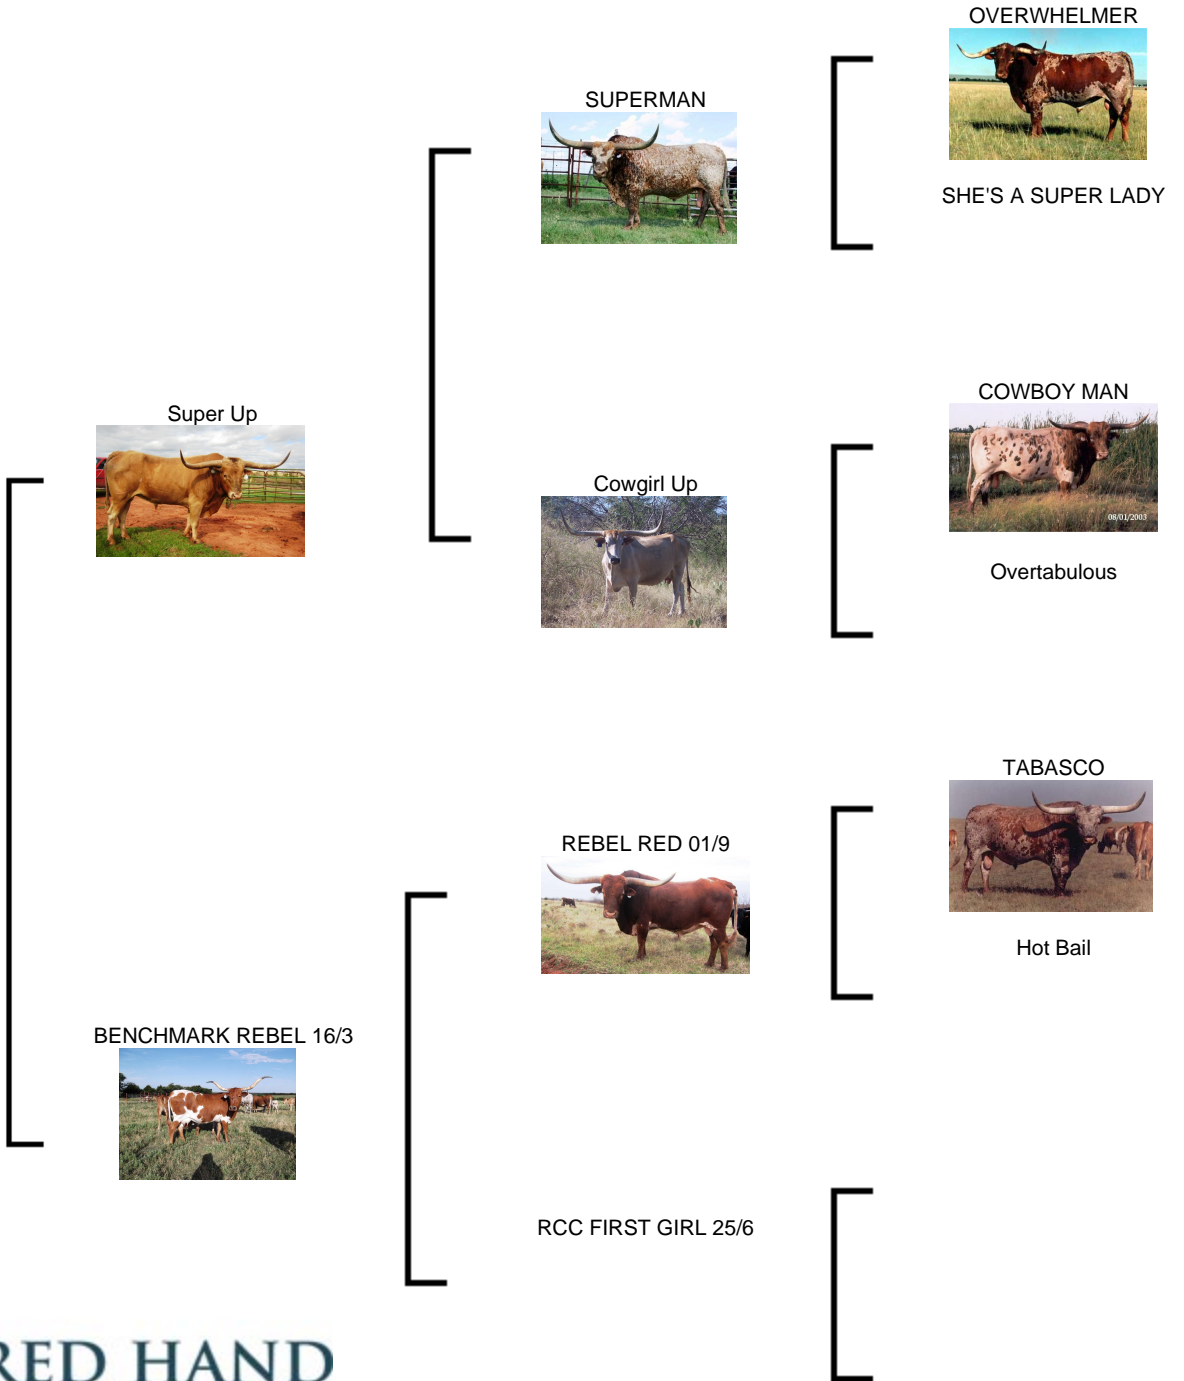 OVERWHELMER
SUPERMAN
SHE'S A SUPER LADY
COWBOY MAN
Super Up
Cowgirl Up
08/01/2003
Overtabulous
TABASCO
REBEL RED 01/9
Hot Bail
BENCHMARK REBEL 16/3
RCC FIRST GIRL 25/6
RED HAND